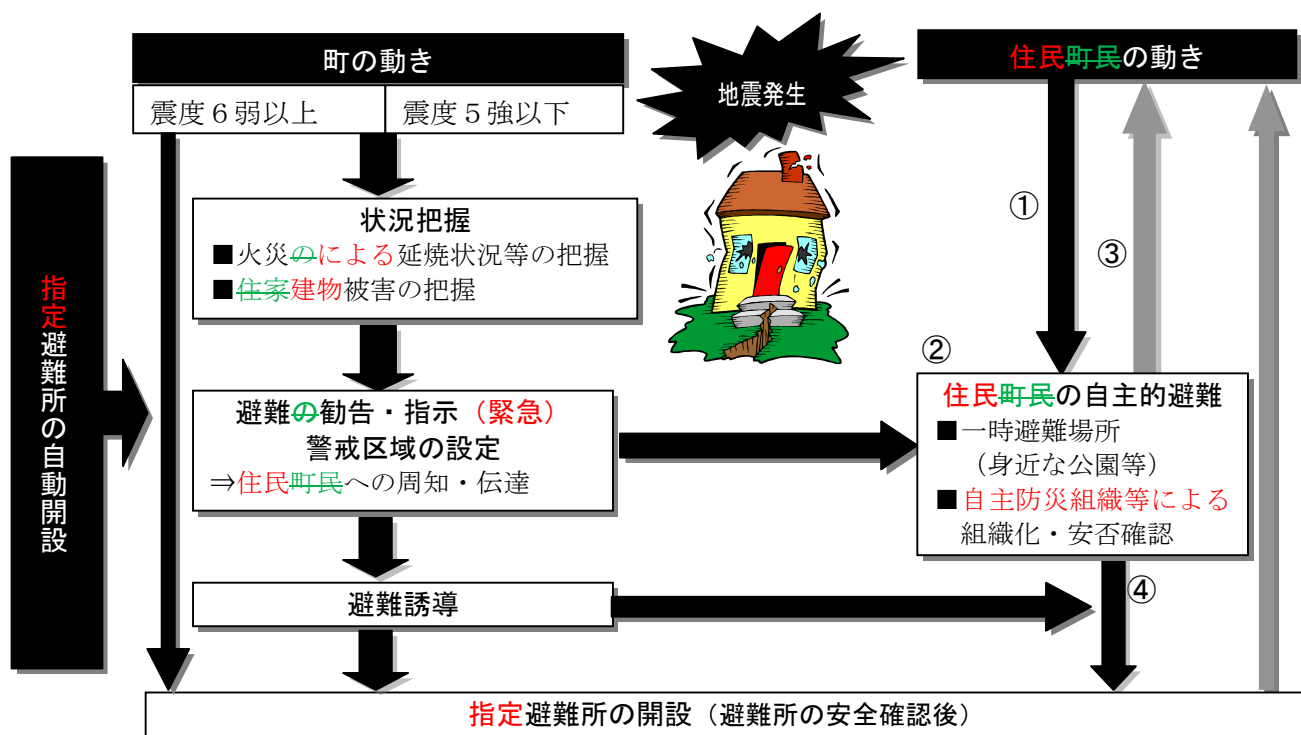 町の動き
震度６弱以上
震度５強以下
地震発生
住民町民の動き
指定避難所の自動開設
状況把握
■火災のによる延焼状況等の把握
■住家建物被害の把握
①
③
②
避難の勧告・指示（緊急）
警戒区域の設定
⇒住民町民への周知・伝達
住民町民の自主的避難
■一時避難場所
（身近な公園等）
■自主防災組織等による
組織化・安否確認
避難誘導
④
指定避難所の開設（避難所の安全確認後）